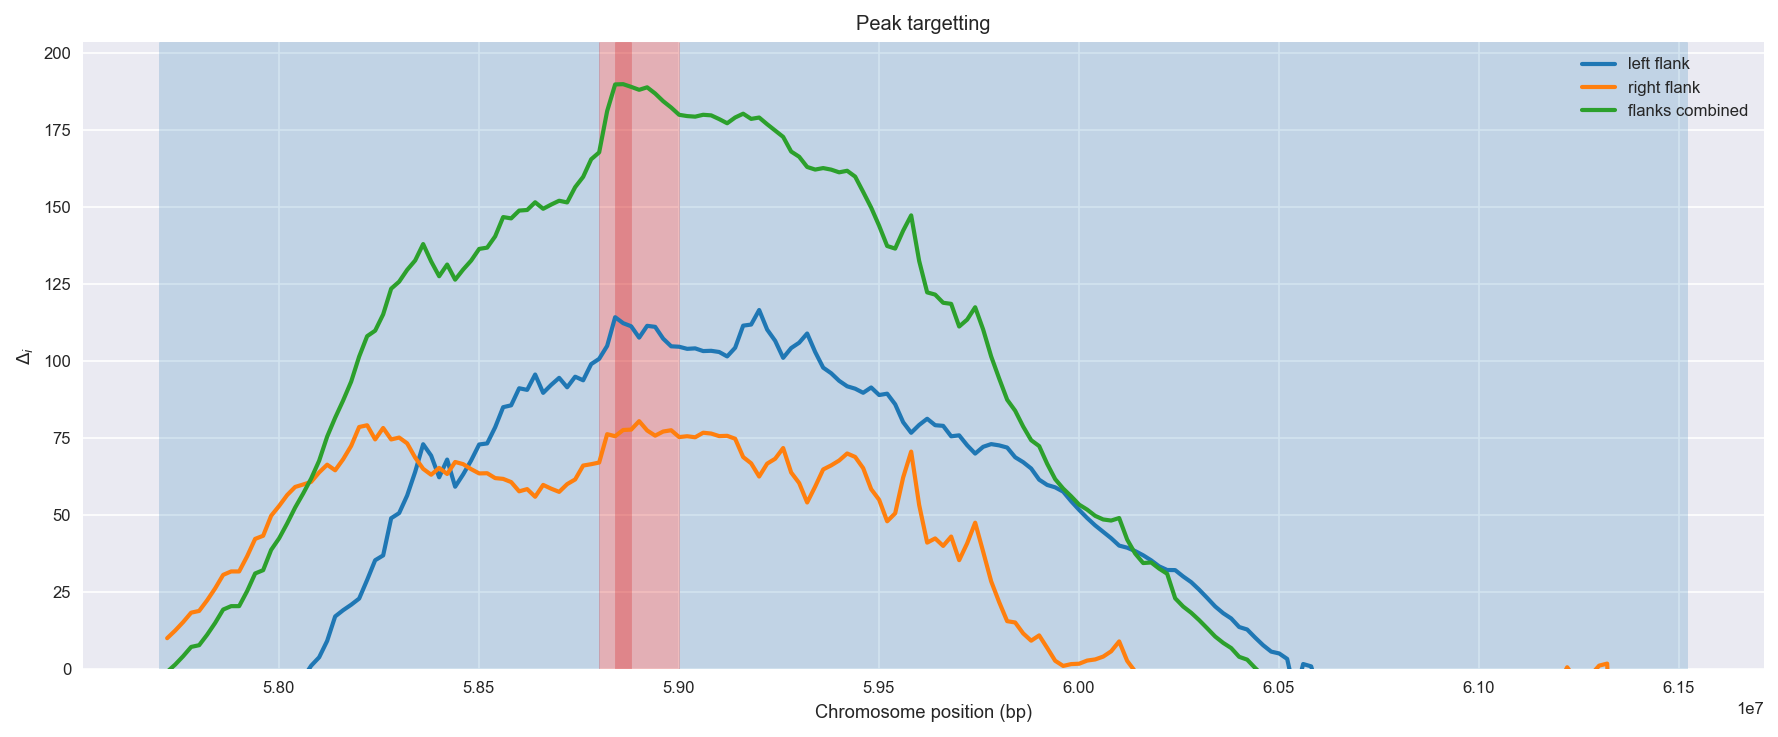 Peak targetting
200
175
150
125
100
75
50
25
0
Δi
left flank
right flank
flanks combined
5.80 5.85 5.90 5.95 6.00 6.05 6.10 6.15
1e7
Chromosome position (bp)